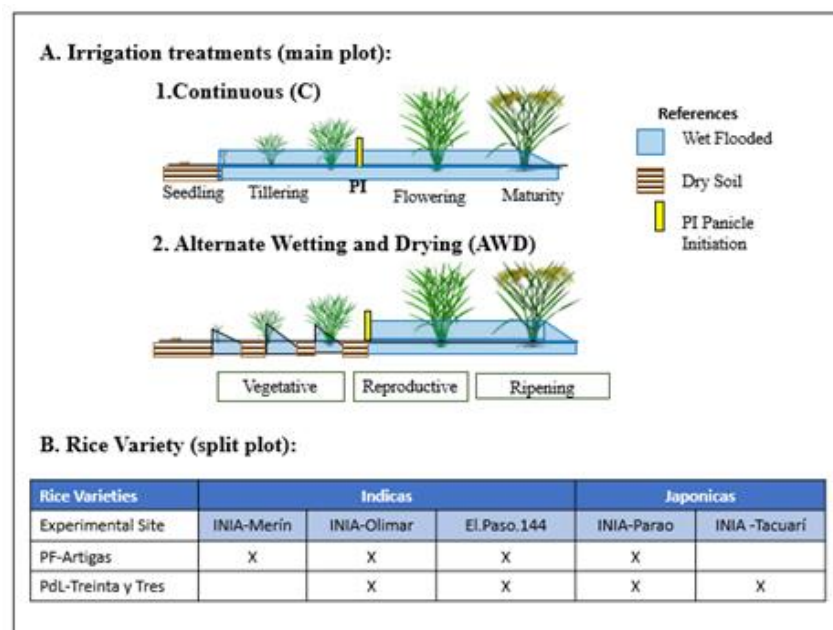 A. Irrigation treatments (main plot):
1.Continuous (C)
References
Wet Flooded
Dry Soil
PI Panicle
Initiation
Seedling Tillering PI Flowering Maturity
2. Alternate Wetting and Drying (AWD)
Vegetative Reproductive Ripening
B. Rice Variety (split plot):
Rice Varieties Indicas Japonicas
Experimental Site INIA-Merín INIA-Olimar El.Paso.144 INIA-Parao INIA -Tacuarí
PF-Artigas X X X X
PdL-Treinta y Tres X X X X